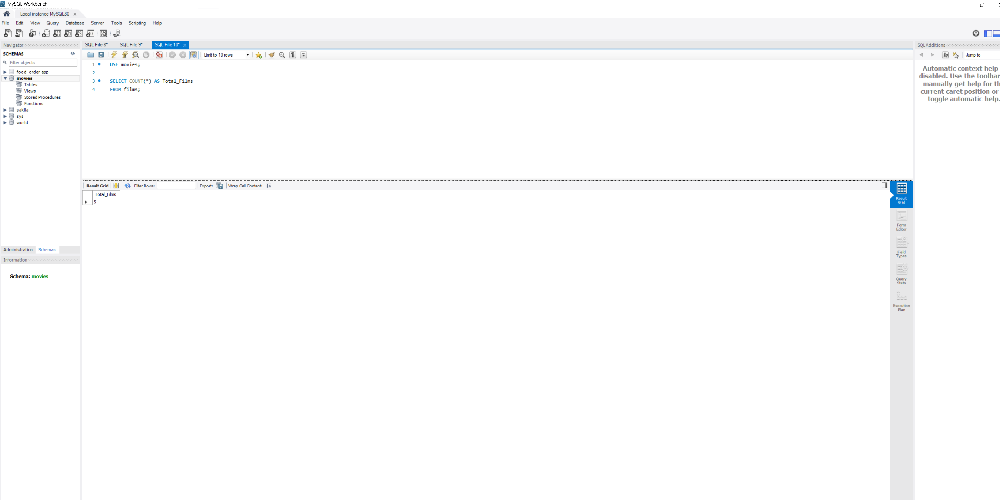 MySQL Workbench
Local instance MySQL80
File Edit View Query Database Server Tools Scripting Help
Navigator
SCHEMAS
Filter objects
food_order_app
movies
Tables
Views
Stored Procedures
Functions
sakila
sys
world
Administration Schemas
Information
Schema: movies
SQL File 8* SQL File 9* SQL File 10*
Limit to 10 rows
1 USE movies;
2
3 SELECT COUNT(*) AS Total_Films
4 FROM films;
Result Grid Filter Rows: Export: Wrap Cell Content:
Total_Films
5
Result
Grid
Form
Editor
Field
Types
Query
Stats
Execution
Plan
SQLAdditions
Jump to
Automatic context help
disabled. Use the toolbar
manually get help for
current caret position or
toggle automatic help.